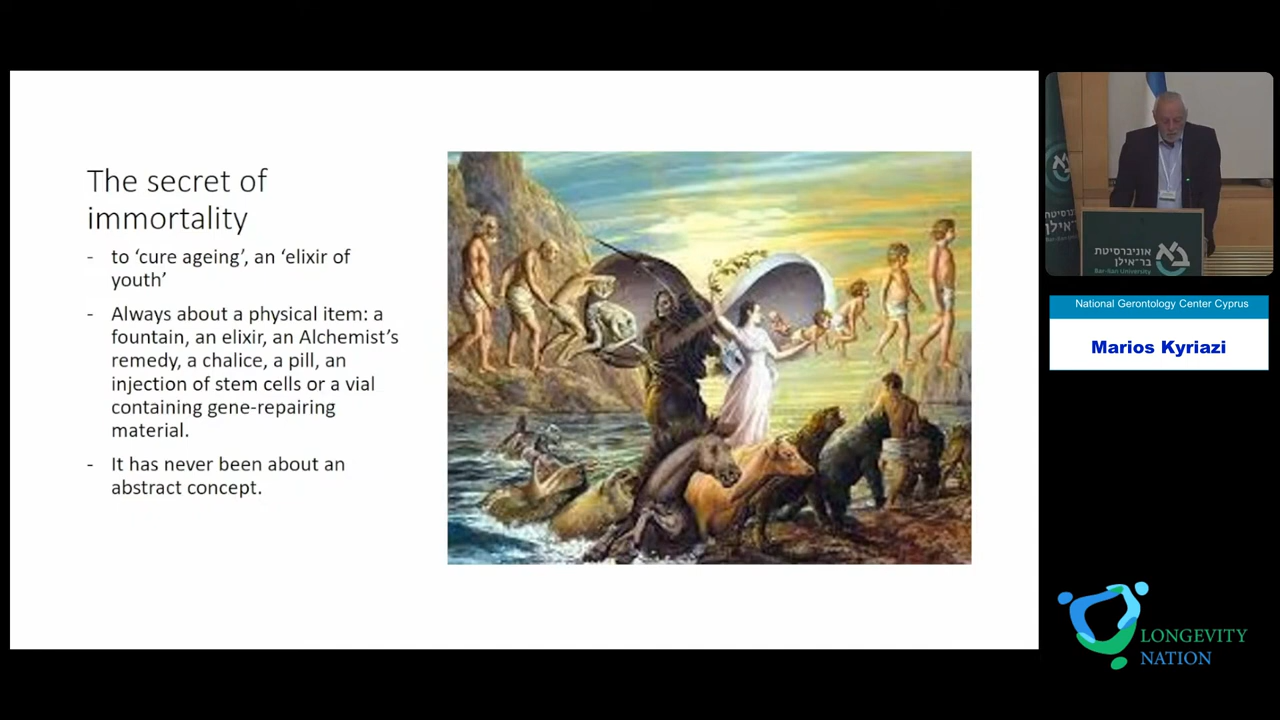 The secret of
immortality
- to ‘cure ageing’, an ‘elixir of
youth’
- Always about a physical item: a
fountain, an elixir, an Alchemist’s
remedy, a chalice, a pill, an
injection of stem cells or a vial
containing gene-repairing
material.
- It has never been about an
abstract concept.
אוניברסיטת
בר-אילן
Bar-Ilan University
National Gerontology Center Cyprus
Marios Kyriazi
LONGEVITY
NATION